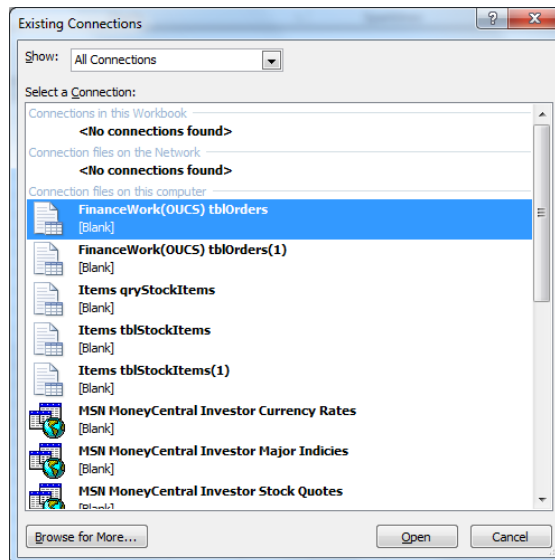 Existing Connections
?
Show: All Connections
Select a Connection:
Connections in this Workbook
<No connections found>
Connection files on the Network
<No connections found>
Connection files on this computer
FinanceWork(OUCS) tblOrders
[Blank]
FinanceWork(OUCS) tblOrders(1)
[Blank]
Items qryStockItems
[Blank]
Items tblStockItems
[Blank]
Items tblStockItems(1)
[Blank]
MSN MoneyCentral Investor Currency Rates
[Blank]
MSN MoneyCentral Investor Major Indicies
[Blank]
MSN MoneyCentral Investor Stock Quotes
[Blank]
Browse for More... Open Cancel